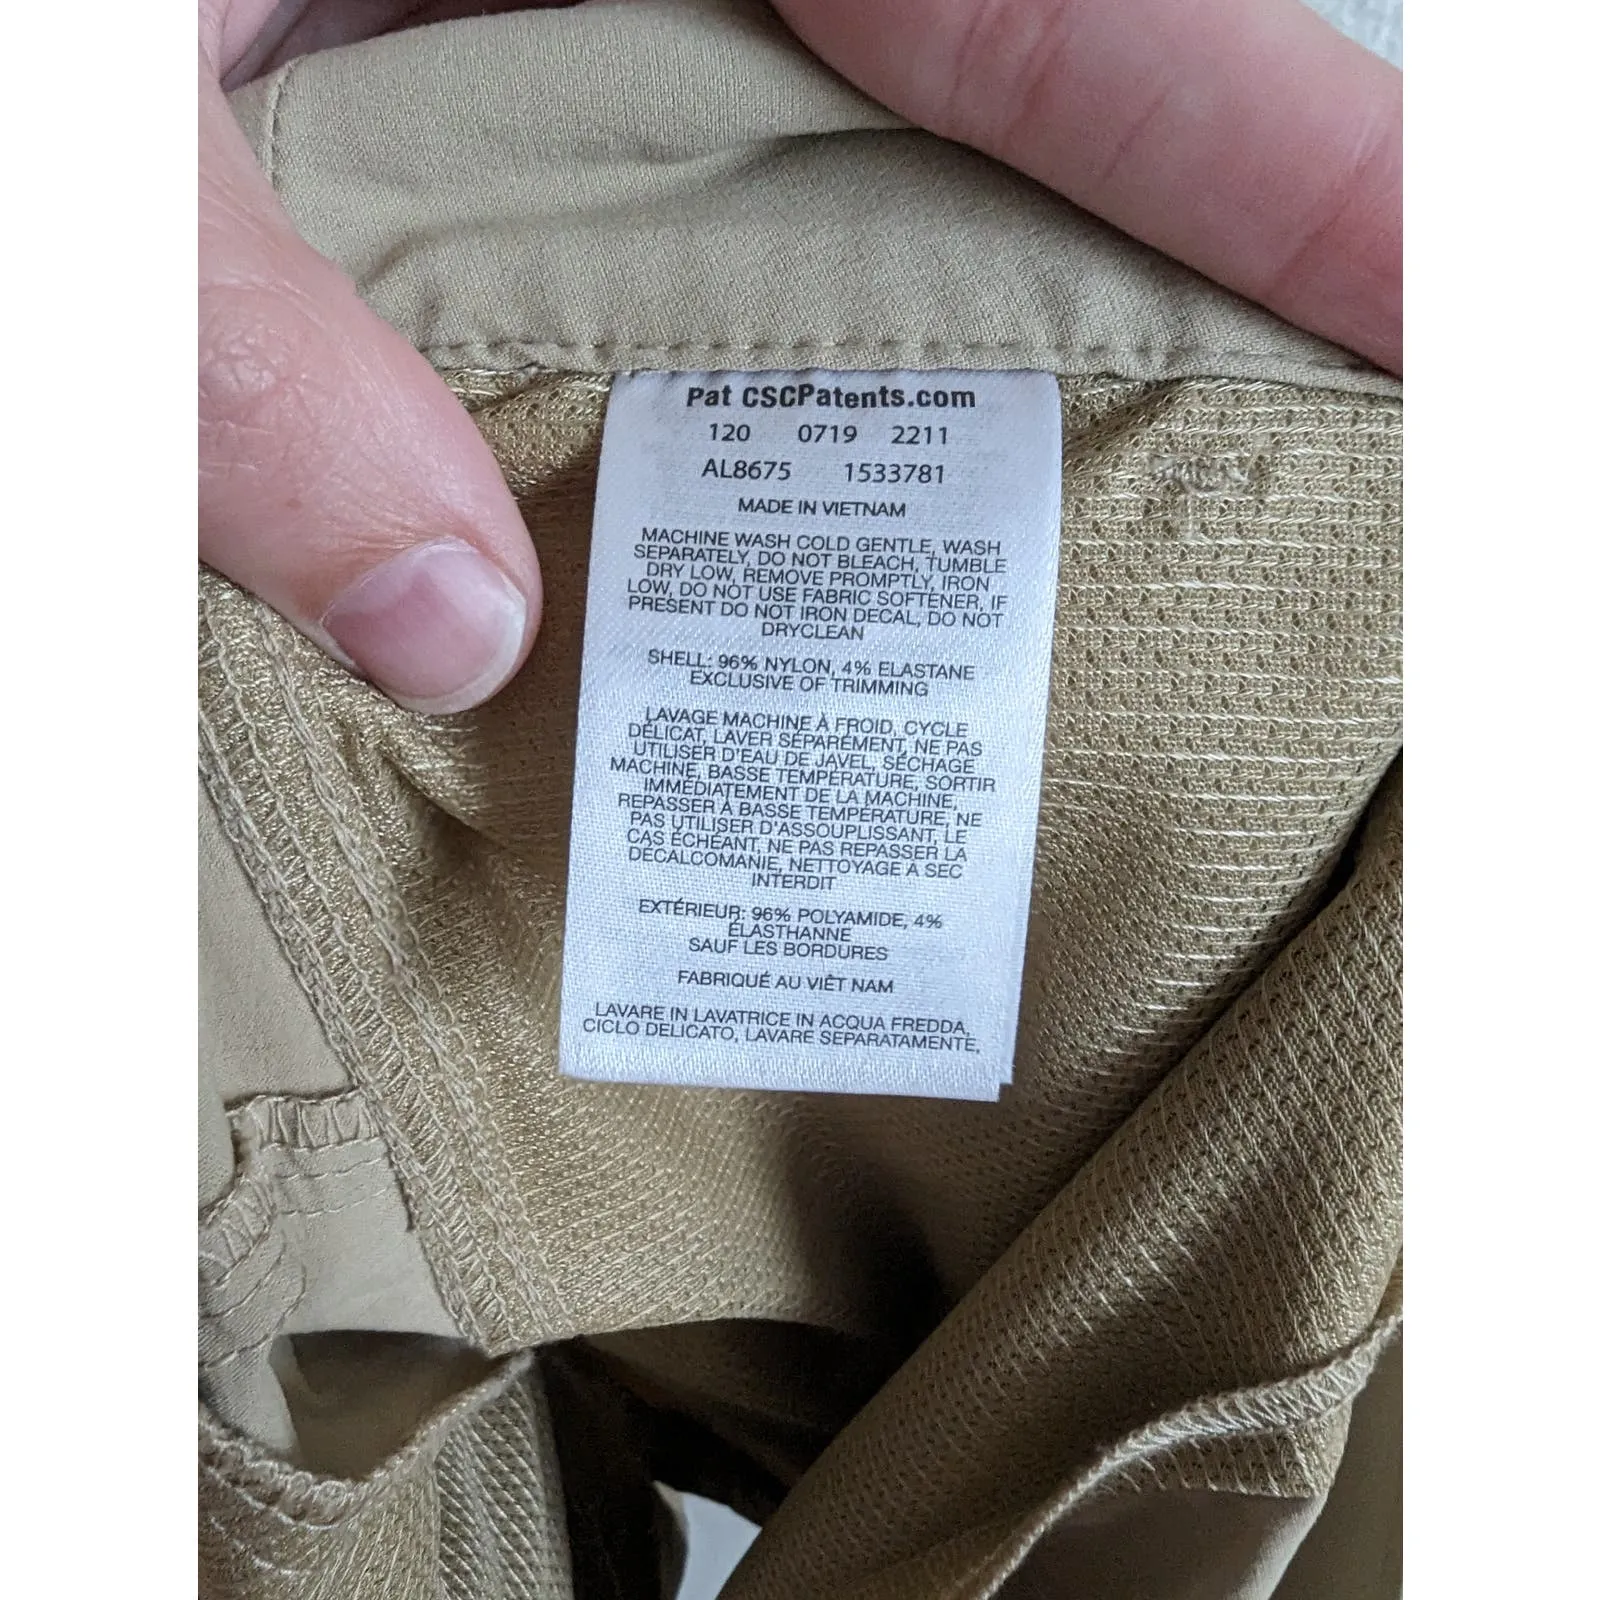 Pat CSCPatents.com
120 0719 2211
AL8675 1533781
MADE IN VIETNAM
MACHINE WASH COLD GENTLE, WASH
SEPARATELY, DO NOT BLEACH, TUMBLE
DRY LOW, REMOVE PROMPTLY, IRON
LOW, DO NOT USE FABRIC SOFTENER, IF
PRESENT DO NOT IRON DECAL, DO NOT
DRYCLEAN
SHELL: 96% NYLON, 4% ELASTANE
EXCLUSIVE OF TRIMMING
LAVAGE MACHINE À FROID, CYCLE
DÉLICAT, LAVER SÉPARÉMENT, NE PAS
UTILISER D'EAU DE JAVEL, SÉCHAGE
MACHINE, BASSE TEMPÉRATURE, SORTIR
IMMÉDIATEMENT DE LA MACHINE,
REPASSER À BASSE TEMPÉRATURE, NE
PAS UTILISER D'ASSOUPLISSANT, LE
CAS ÉCHÉANT, NE PAS REPASSER LA
DÉCALCOMANIE, NETTOYAGE A SEC
INTERDIT
EXTÉRIEUR: 96% POLYAMIDE, 4%
ÉLASTHANNE
SAUF LES BORDURES
FABRIQUÉ AU VIÊT NAM
LAVARE IN LAVATRICE IN ACQUA FREDDA,
CICLO DELICATO, LAVARE SEPARATAMENTE,